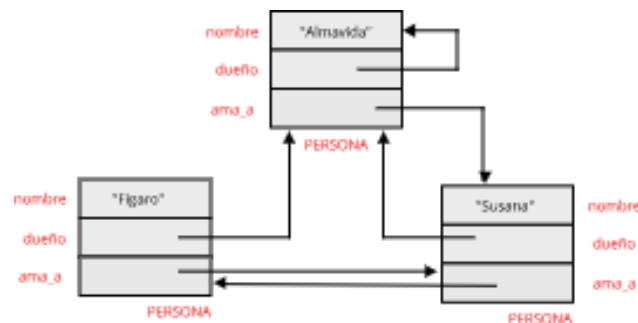 nombre "Almavida"
dueño
ama_a
PERSONA
nombre "Figaro"
dueño
ama_a
PERSONA
"Susana" nombre
dueño
ama_a
PERSONA